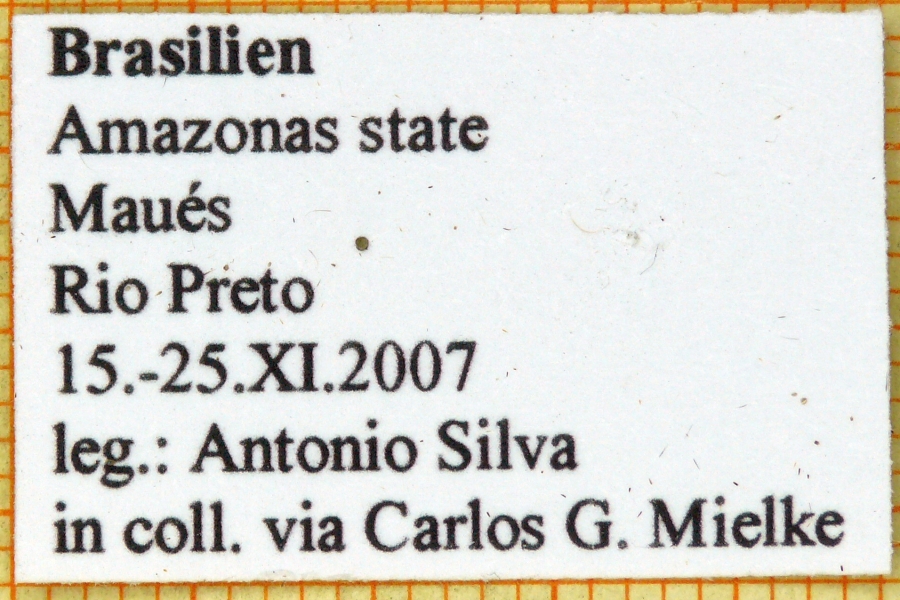 Brasilien
Amazonas state
Maués
Rio Preto
15.-25.XI.2007
leg.: Antonio Silva
in coll. via Carlos G. Mielke